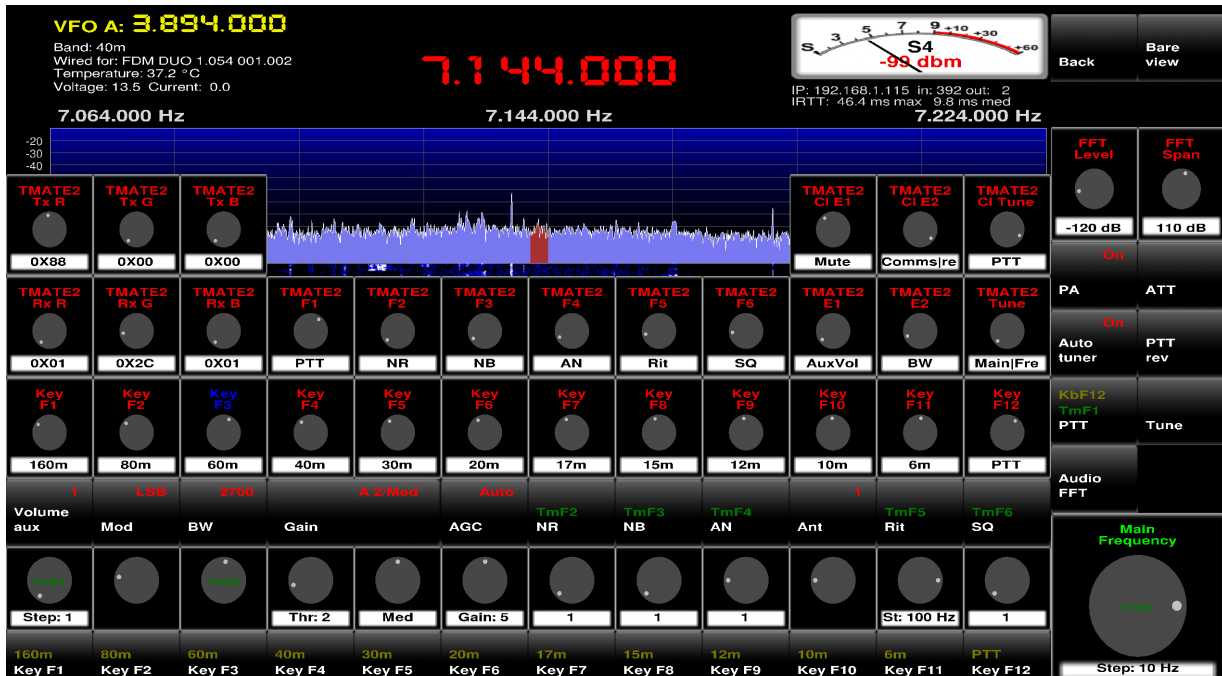 VFO A: 3.894.000
Band: 40m
Wired for: FDM DUO 1.054 001.002
Temperature: 37.2 °C
Voltage: 13.5 Current: 0.0
7.144.000
S 3 5 7 9 +10 +30 +60
S4
-99 dbm
IP: 192.168.1.115 in: 392 out: 2
IRTT: 46.4 ms max 9.8 ms med
Back
Bare view
7.064.000 Hz 7.144.000 Hz 7.224.000 Hz
-20
-30
-40
FFT Level
FFT Span
-120 dB 110 dB
TMATE2 Tx R
TMATE2 Tx G
TMATE2 Tx B
TMATE2 Cl E1
TMATE2 Cl E2
TMATE2 Cl Tune
0X88 0X00 0X00 Mute Comms|re PTT
On
PA ATT
TMATE2 Rx R
TMATE2 Rx G
TMATE2 Rx B
TMATE2 F1
TMATE2 F2
TMATE2 F3
TMATE2 F4
TMATE2 F5
TMATE2 F6
TMATE2 E1
TMATE2 E2
TMATE2 Tune
0X01 0X2C 0X01 PTT NR NB AN Rit SQ AuxVol BW Main|Fre
On
Auto tuner
PTT rev
Key F1
Key F2
Key F3
Key F4
Key F5
Key F6
Key F7
Key F8
Key F9
Key F10
Key F11
Key F12
160m 80m 60m 40m 30m 20m 17m 15m 12m 10m 6m PTT
KbF12
TmF1
PTT Tune
I LSB 2700 A 2/Med Auto I
TmF2 TmF3 TmF4 TmF5 TmF6
Volume aux
Mod BW Gain AGC NR NB AN Ant Rit SQ
Audio FFT
Main Frequency
TmE1 TmE2
Step: 1 Thr: 2 Med Gain: 5 1 1 1 St: 100 Hz 1
160m 80m 60m 40m 30m 20m 17m 15m 12m 10m 6m PTT
Key F1 Key F2 Key F3 Key F4 Key F5 Key F6 Key F7 Key F8 Key F9 Key F10 Key F11 Key F12
Step: 10 Hz